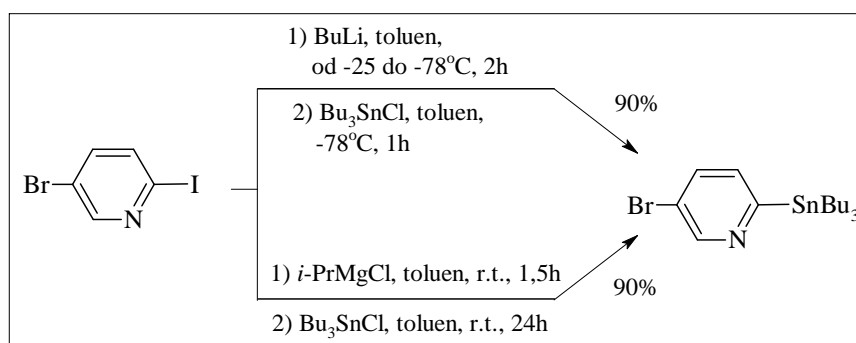 1) BuLi, toluen,
od -25 do -78°C, 2h
2) Bu₃SnCl, toluen,
-78°C, 1h
90%
Br
N
I
Br
N
SnBu₃
1) i-PrMgCl, toluen, r.t., 1,5h
2) Bu₃SnCl, toluen, r.t., 24h
90%